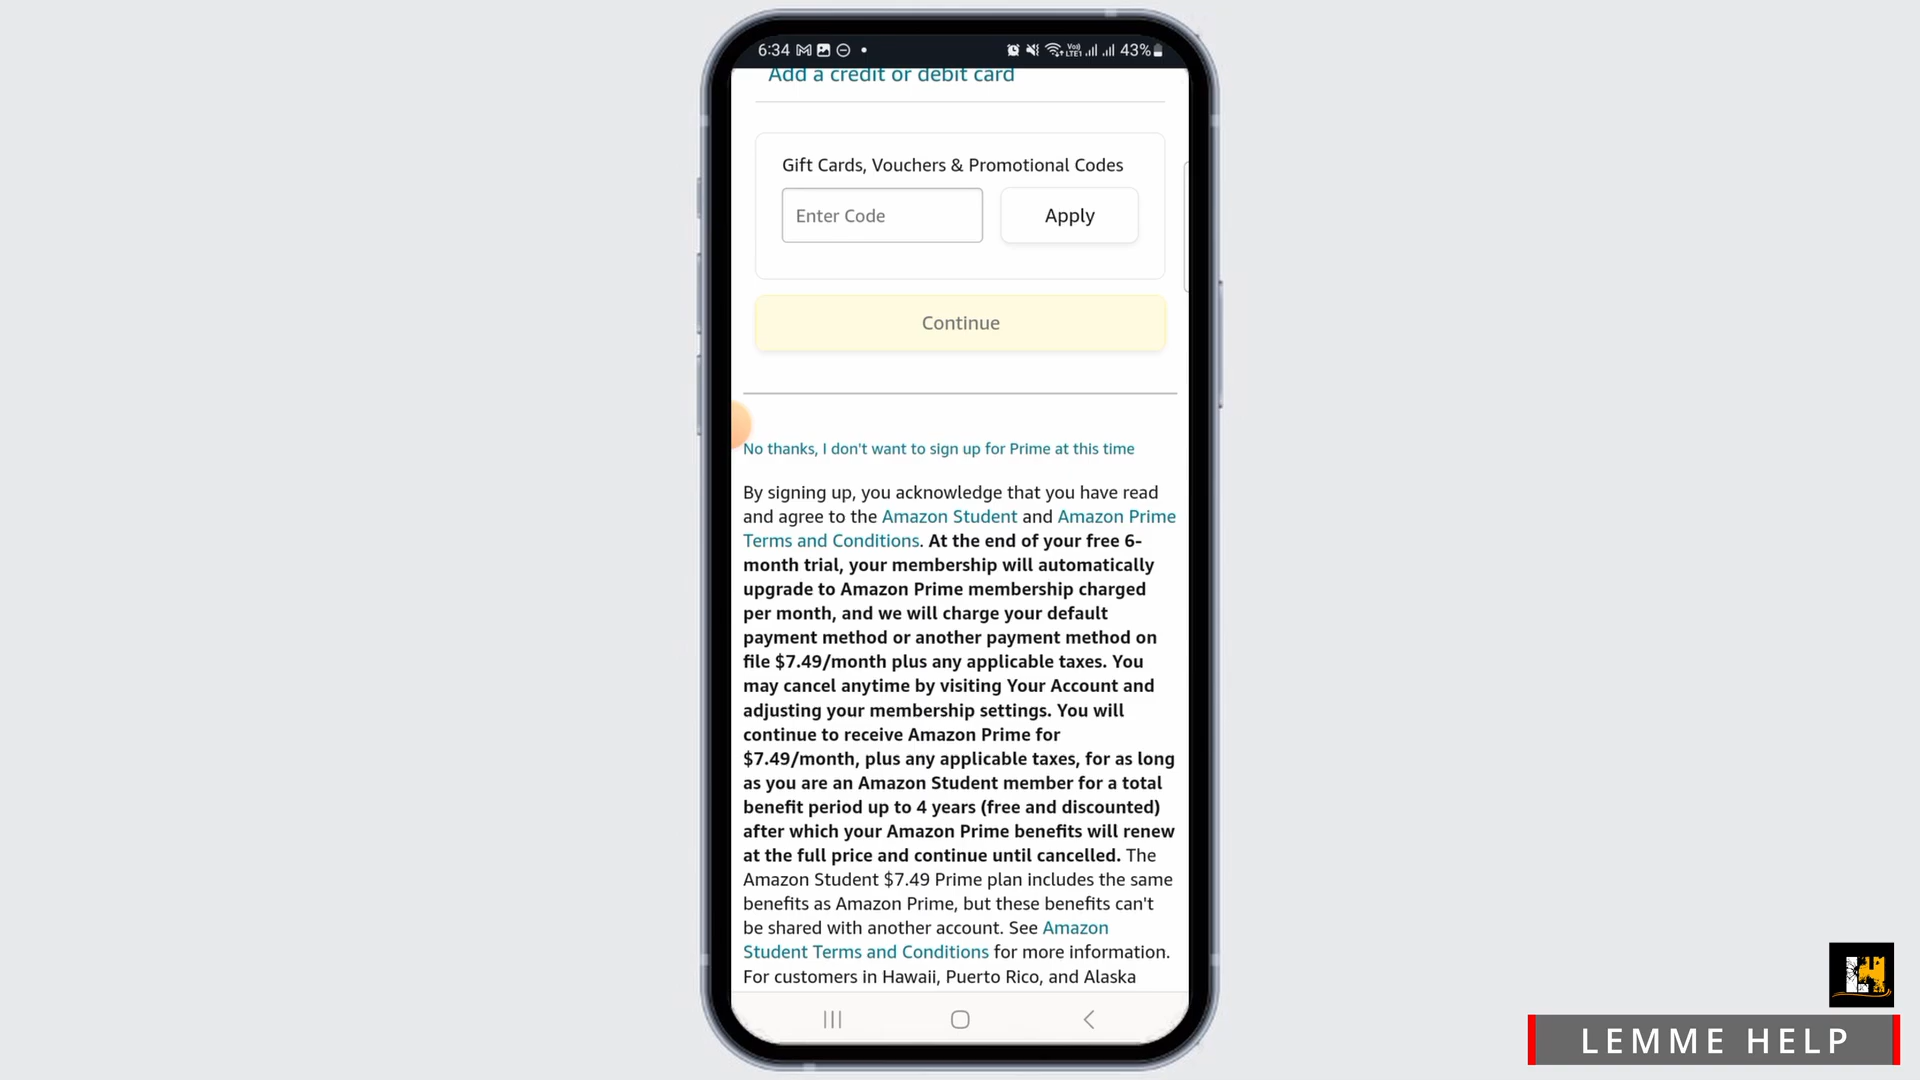 6:34 43%
Add a credit or debit card
Gift Cards, Vouchers & Promotional Codes
Enter Code
Apply
Continue
No thanks, I don't want to sign up for Prime at this time
By signing up, you acknowledge that you have read
and agree to the Amazon Student and Amazon Prime
Terms and Conditions. At the end of your free 6-
month trial, your membership will automatically
upgrade to Amazon Prime membership charged
per month, and we will charge your default
payment method or another payment method on
file $7.49/month plus any applicable taxes. You
may cancel anytime by visiting Your Account and
adjusting your membership settings. You will
continue to receive Amazon Prime for
$7.49/month, plus any applicable taxes, for as long
as you are an Amazon Student member for a total
benefit period up to 4 years (free and discounted)
after which your Amazon Prime benefits will renew
at the full price and continue until cancelled. The
Amazon Student $7.49 Prime plan includes the same
benefits as Amazon Prime, but these benefits can't
be shared with another account. See Amazon
Student Terms and Conditions for more information.
For customers in Hawaii, Puerto Rico, and Alaska
LEMME HELP